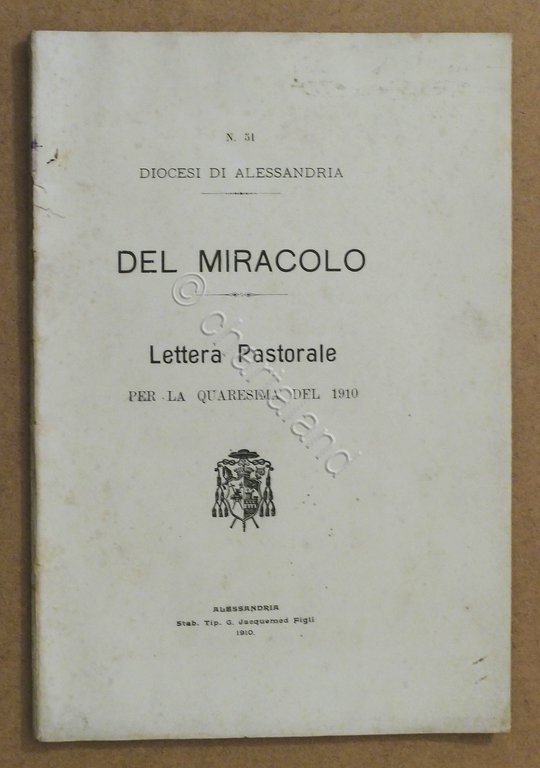 N. 51
DIOCESI DI ALESSANDRIA
DEL MIRACOLO
Lettera Pastorale
PER LA QUARESIMA DEL 1910
ALESSANDRIA
Stab. Tip. G. Jacquemod Figli
1910.
© chartaland